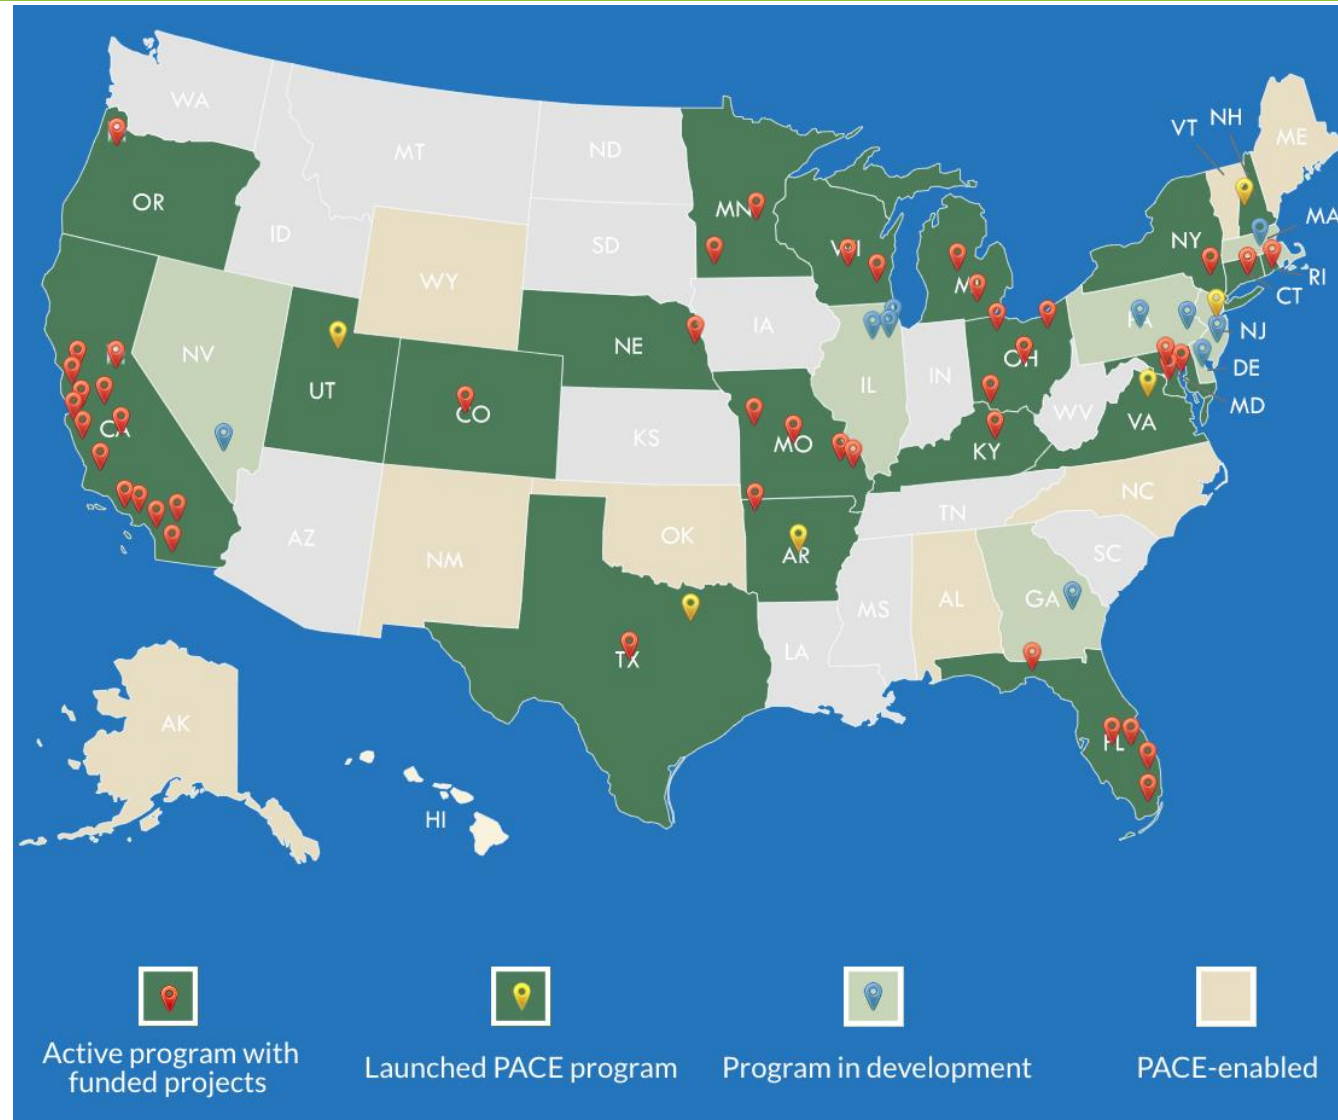 WA
MT
ND
MN
VT
NH
ME
OR
ID
SD
WI
NY
MA
WY
MI
RI
CT
NV
UT
NE
IA
PA
NJ
CO
IL
IN
OH
DE
MD
CA
KS
MO
WV
KY
VA
AZ
NM
OK
AR
TN
NC
SC
TX
LA
MS
AL
GA
FL
AK
HI
Active program with
funded projects
Launched PACE program
Program in development
PACE-enabled